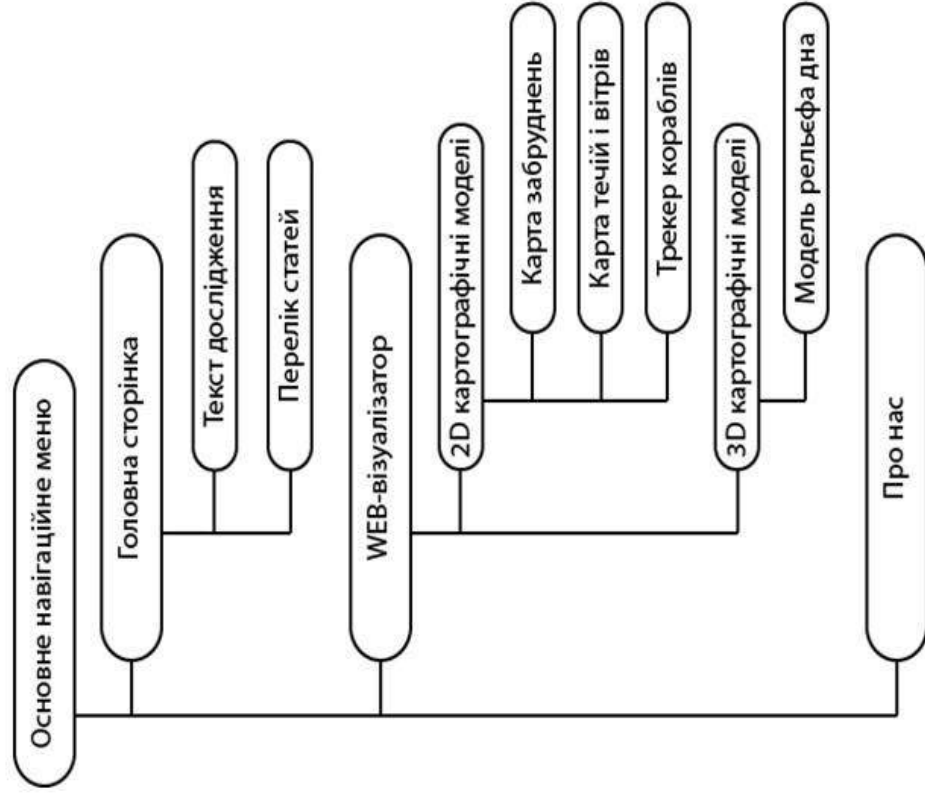 Основне навігаційне меню
Головна сторінка
Текст дослідження
Перелік статей
WEB-візуалізатор
2D картографічні моделі
Карта забруднень
Карта течій і вітрів
Трекер кораблів
3D картографічні моделі
Модель рельєфа дна
Про нас